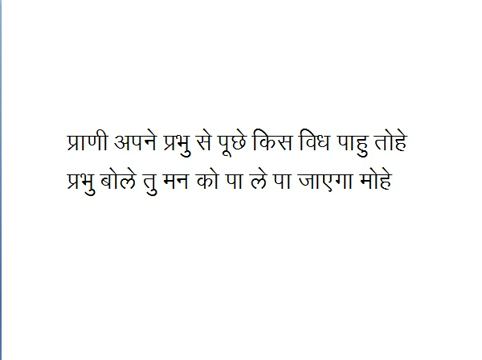 प्राणी अपने प्रभु से पूछे किस विध पाहु तोहे
प्रभु बोले तु मन को पा ले पा जाएगा मोहे